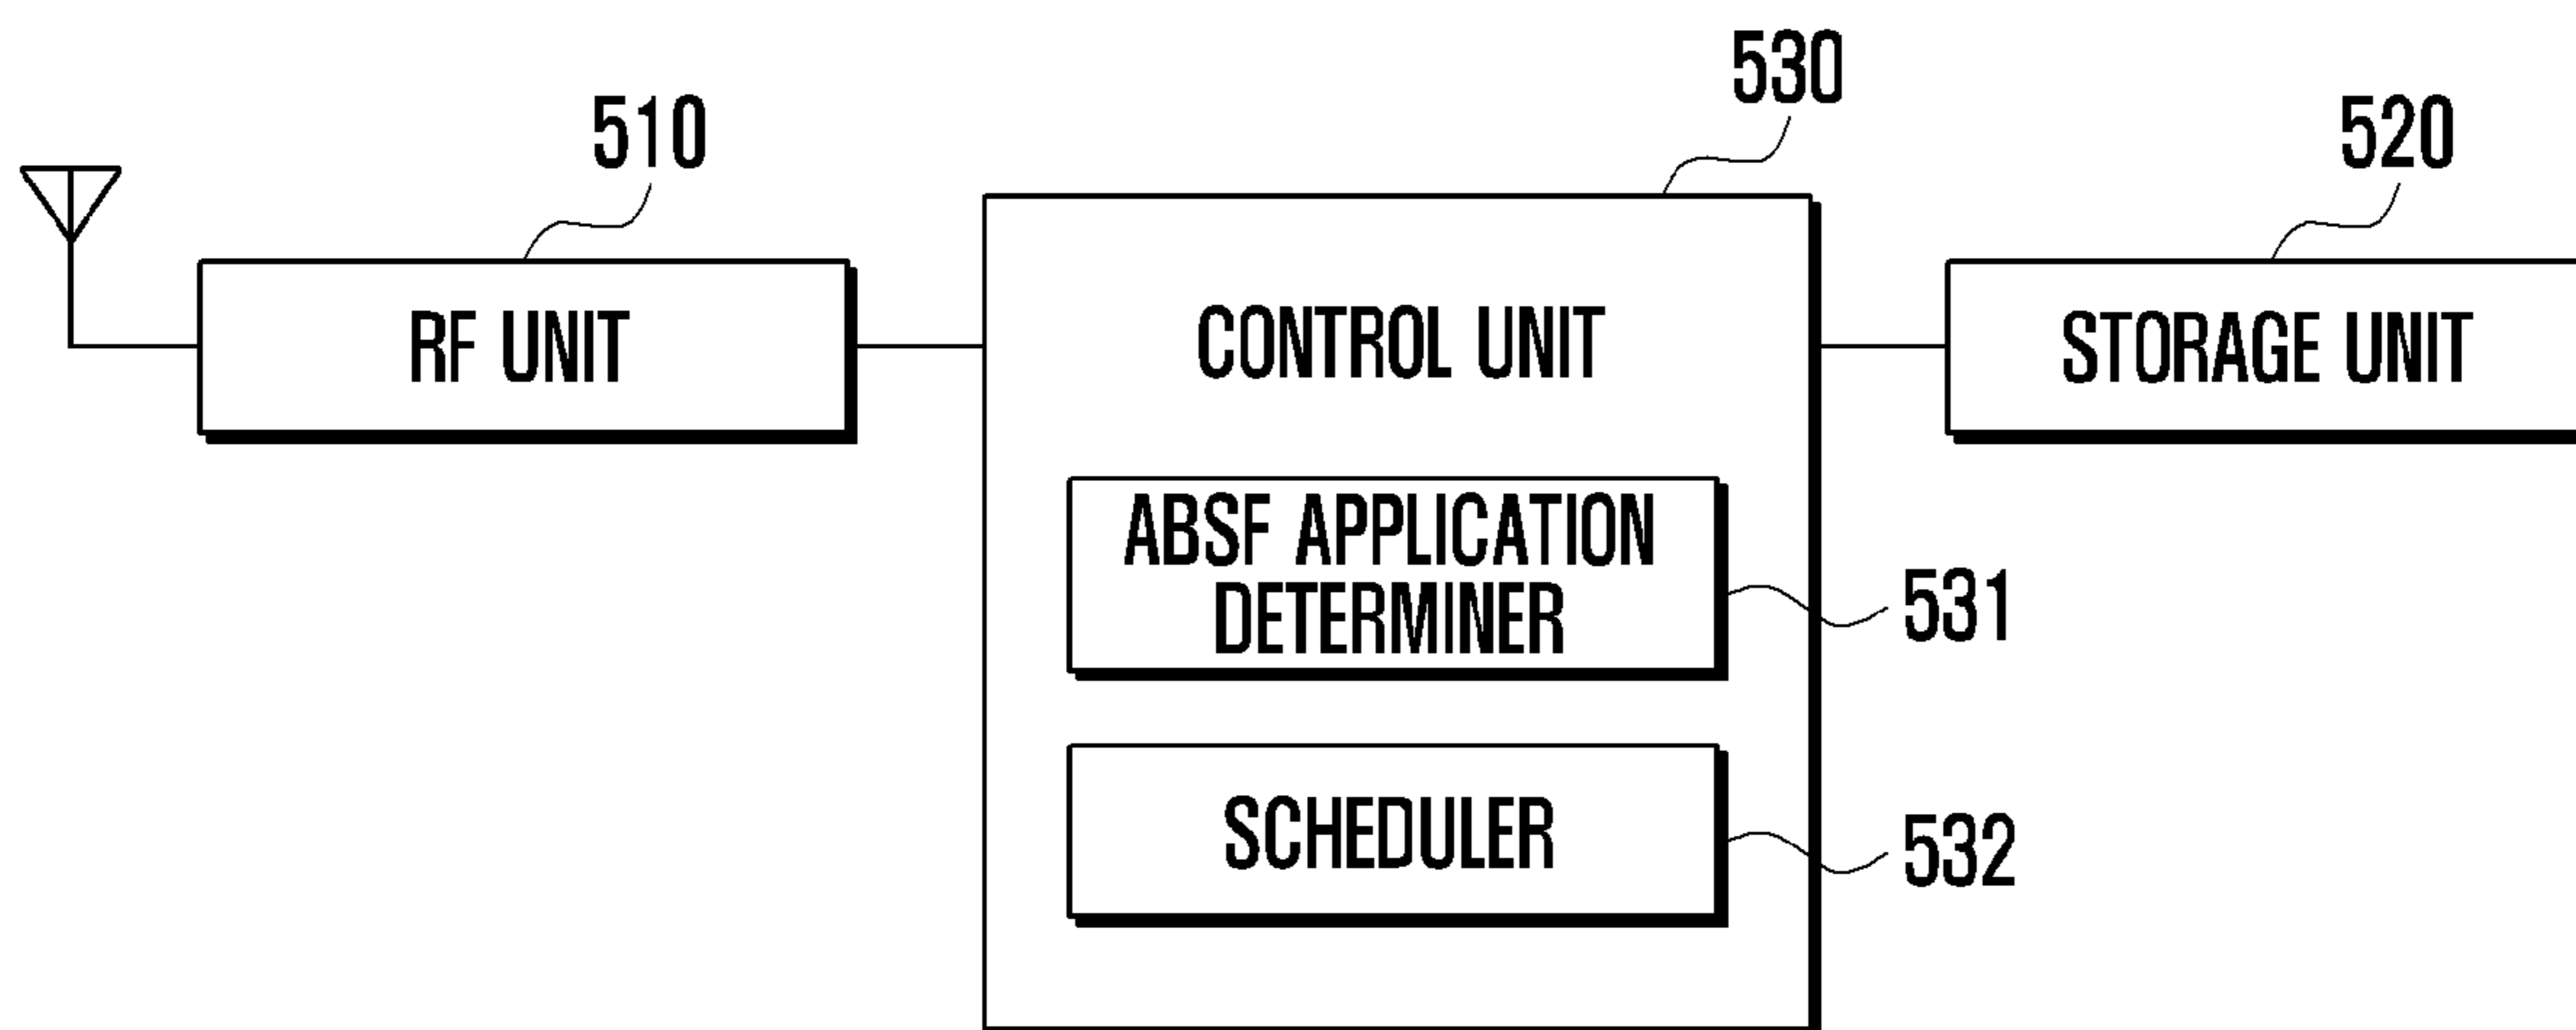 530
510
520
RF UNIT
CONTROL UNIT
STORAGE UNIT
ABSF APPLICATION
DETERMINER
531
SCHEDULER
532